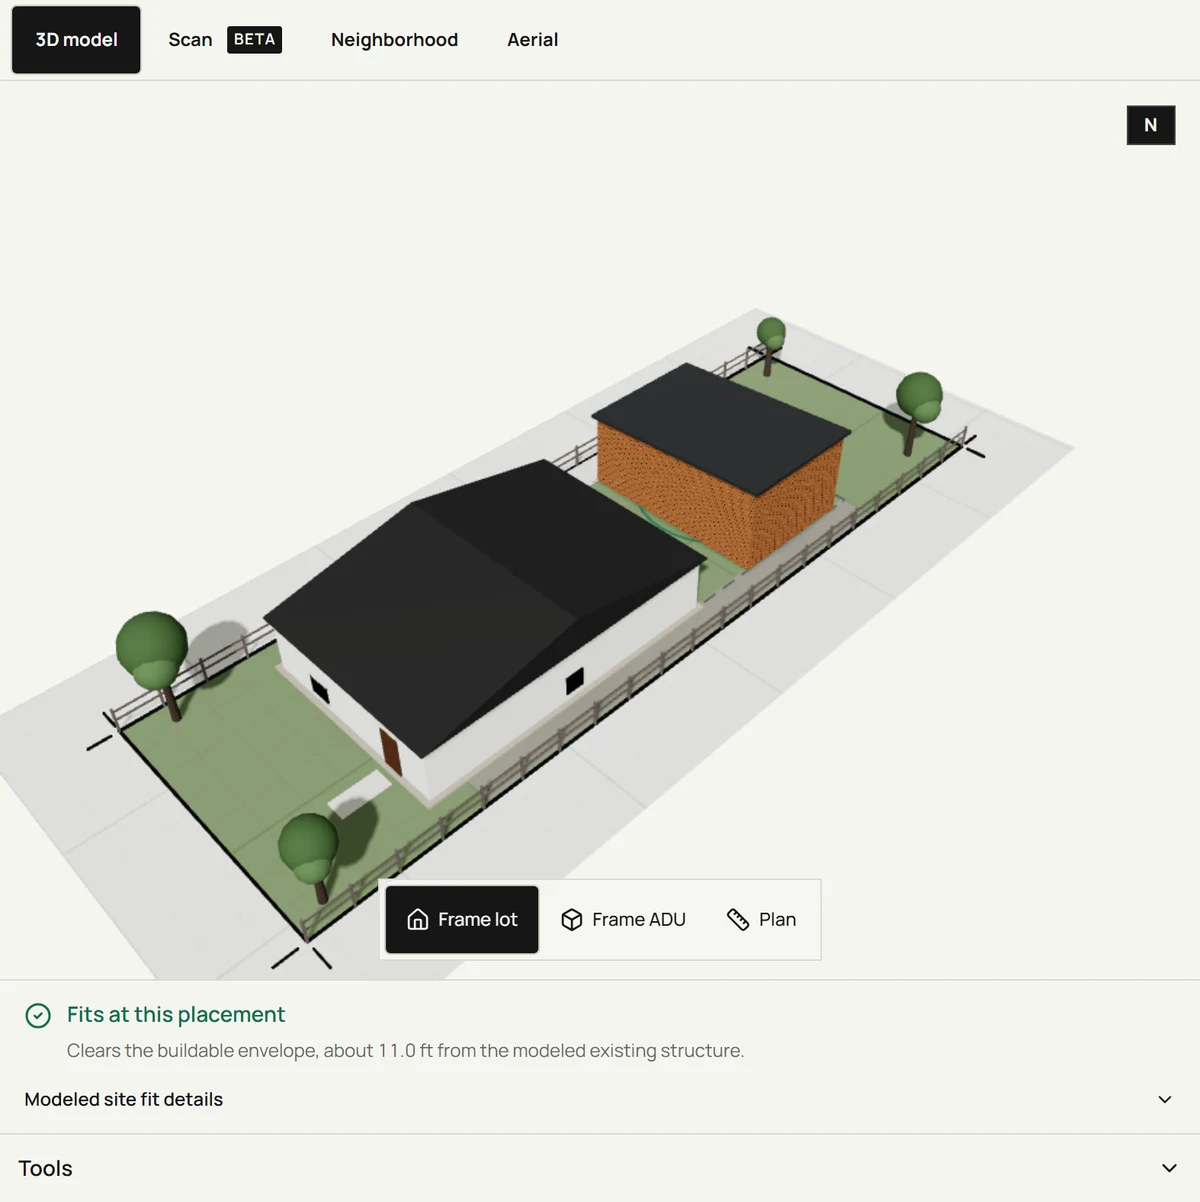 3D model Scan BETA Neighborhood Aerial
N
Frame lot Frame ADU Plan
Fits at this placement
Clears the buildable envelope, about 11.0 ft from the modeled existing structure.
Modeled site fit details
Tools